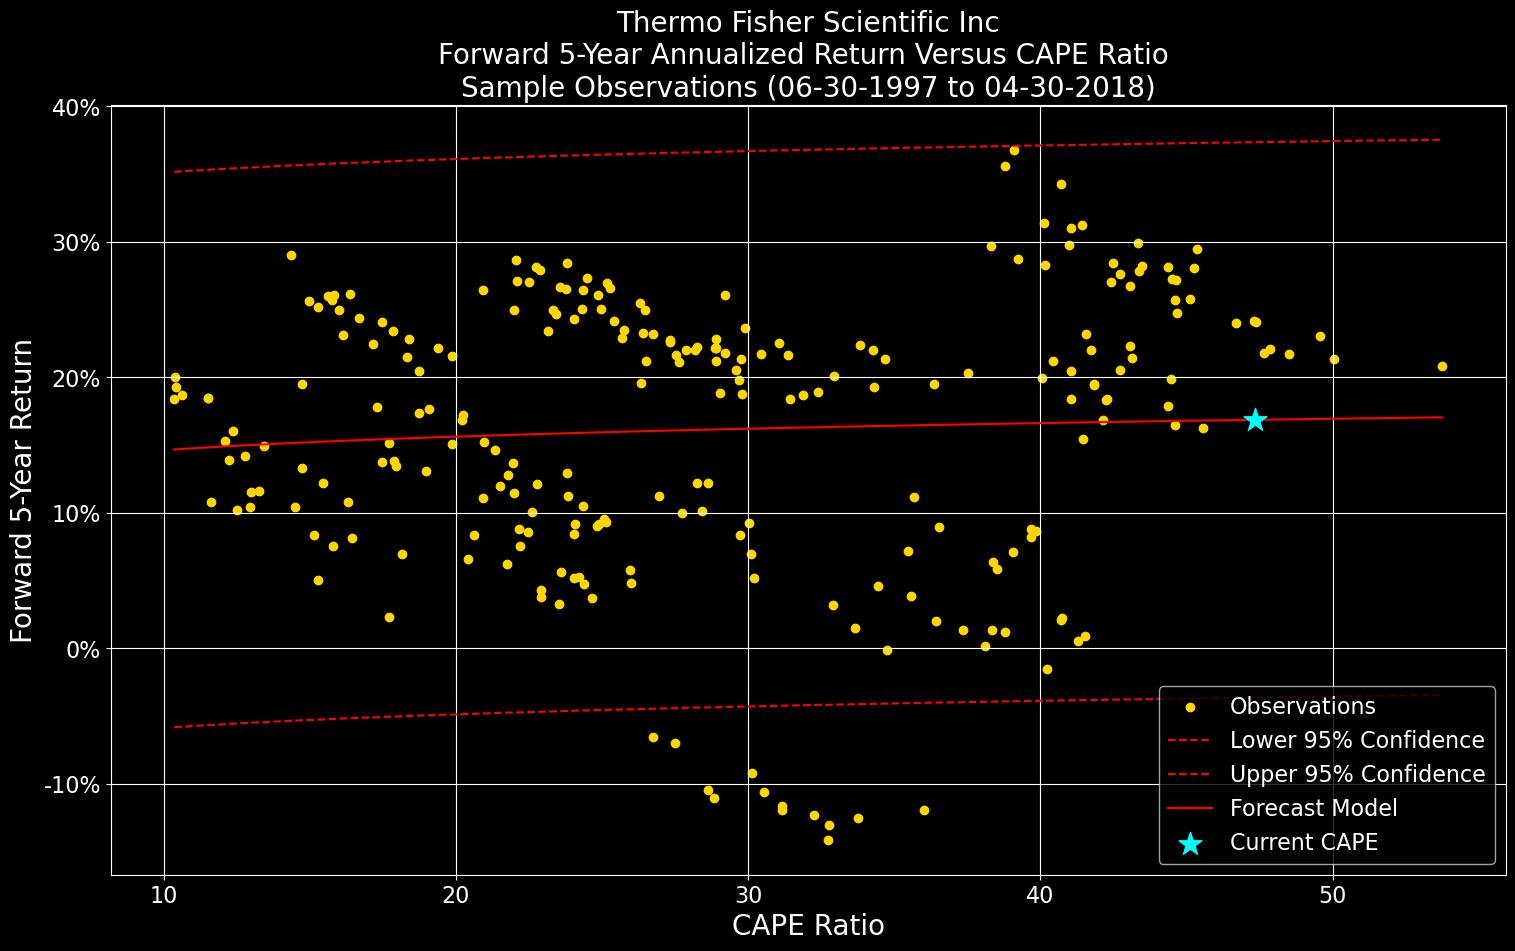 Thermo Fisher Scientific Inc
Forward 5-Year Annualized Return Versus CAPE Ratio
Sample Observations (06-30-1997 to 04-30-2018)
40%
30%
20%
10%
0%
-10%
Forward 5-Year Return
Observations
Lower 95% Confidence
Upper 95% Confidence
Forecast Model
Current CAPE
10
20
30
40
50
CAPE Ratio